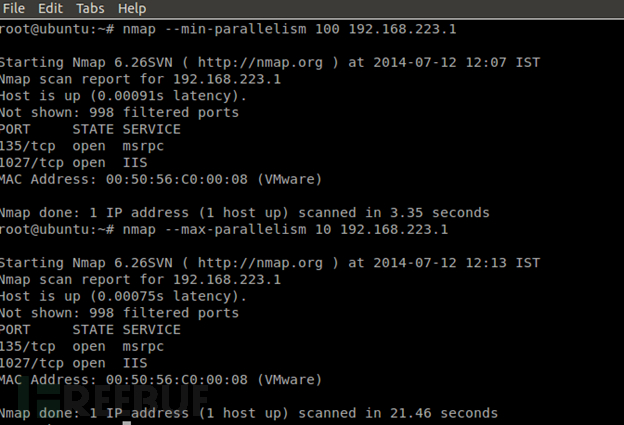 File Edit Tabs Help
root@ubuntu:~# nmap --min-parallelism 100 192.168.223.1
Starting Nmap 6.26SVN ( http://nmap.org ) at 2014-07-12 12:07 IST
Nmap scan report for 192.168.223.1
Host is up (0.00091s latency).
Not shown: 998 filtered ports
PORT STATE SERVICE
135/tcp open msrpc
1027/tcp open IIS
MAC Address: 00:50:56:C0:00:08 (VMware)
Nmap done: 1 IP address (1 host up) scanned in 3.35 seconds
root@ubuntu:~# nmap --max-parallelism 10 192.168.223.1
Starting Nmap 6.26SVN ( http://nmap.org ) at 2014-07-12 12:13 IST
Nmap scan report for 192.168.223.1
Host is up (0.00075s latency).
Not shown: 998 filtered ports
PORT STATE SERVICE
135/tcp open msrpc
1027/tcp open IIS
MAC Address: 00:50:56:C0:00:08 (VMware)
FREEBUF
Nmap done: 1 IP address (1 host up) scanned in 21.46 seconds